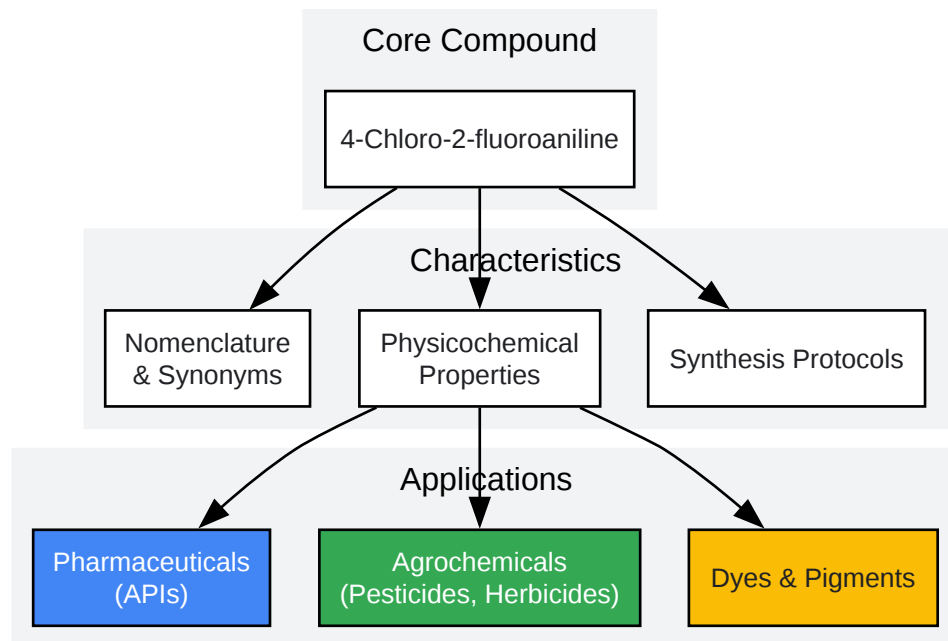 Core Compound
4-Chloro-2-fluoroaniline
Characteristics
Nomenclature
& Synonyms
Physicochemical
Properties
Synthesis Protocols
Applications
Pharmaceuticals
(APIs)
Agrochemicals
(Pesticides, Herbicides)
Dyes & Pigments